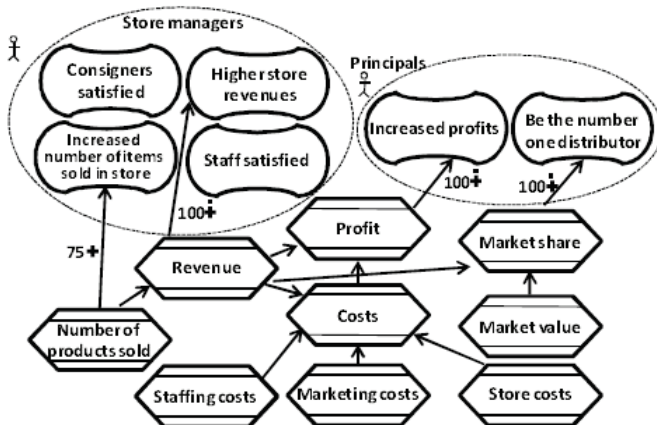 Store managers
Consigners
satisfied
Higher store
revenues
Increased
number of items
sold in store
Staff satisfied
Principals
Increased profits
Be the number
one distributor
100
100
100
75
Profit
Market share
Revenue
Costs
Number of
products sold
Market value
Staffing costs
Marketing costs
Store costs